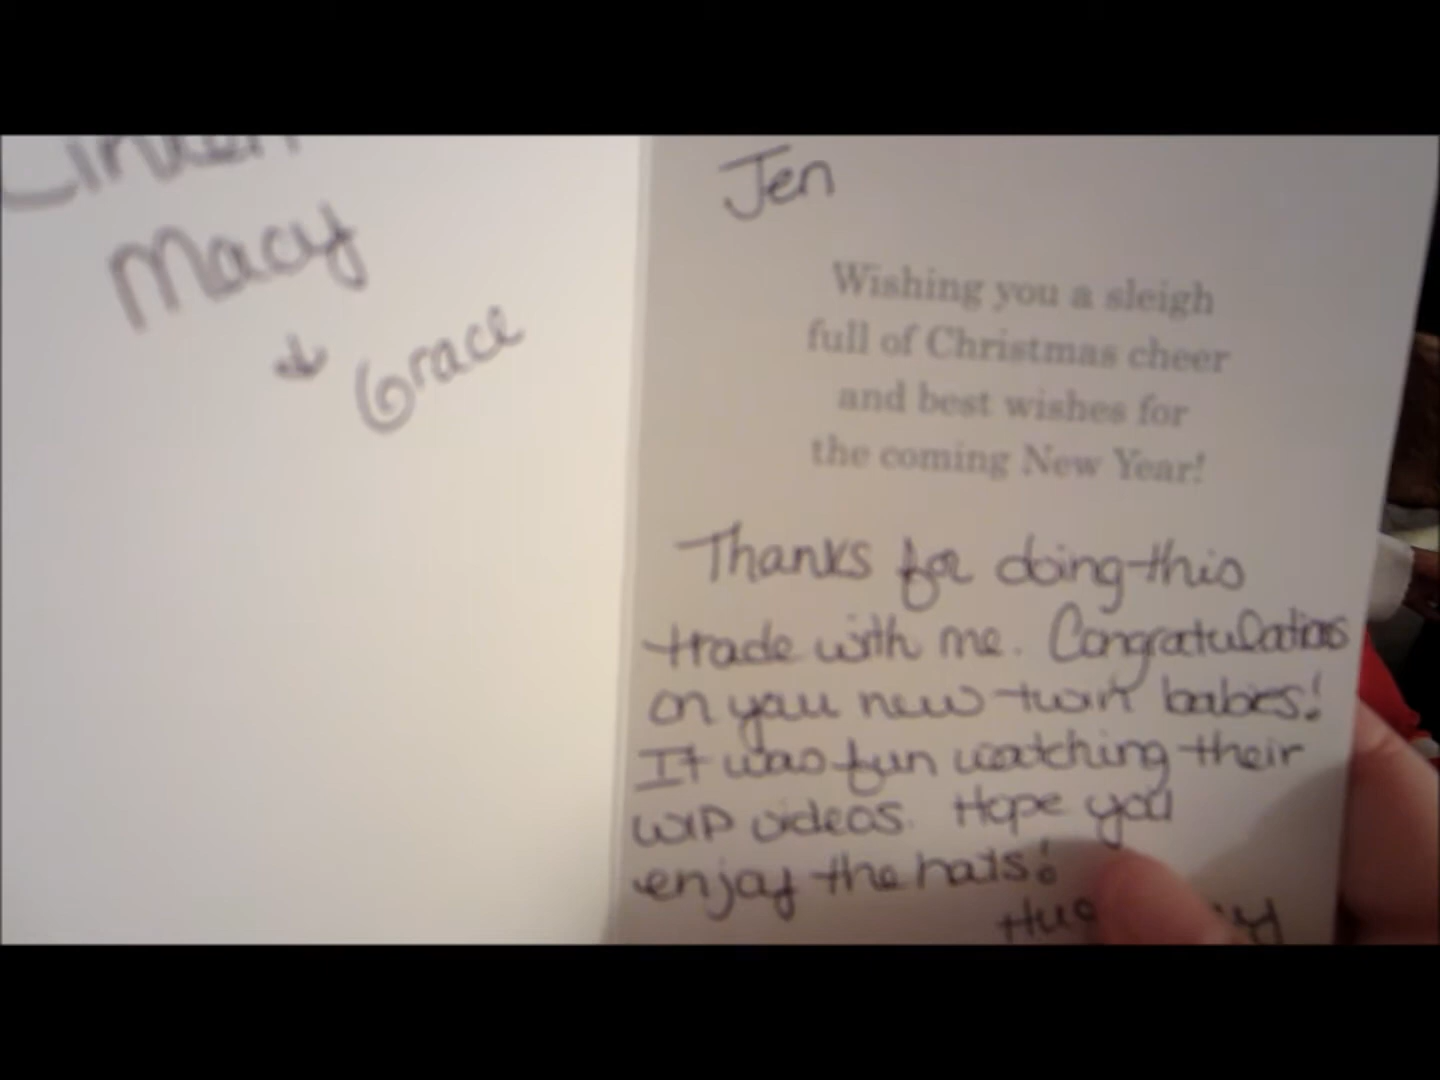 Macy
& Grace
Jen
Wishing you a sleigh
full of Christmas cheer
and best wishes for
the coming New Year!
Thanks for doing this
trade with me. Congratulations
on you new twin babies!
It was fun watching their
WIP videos. Hope you
enjoy the hats!